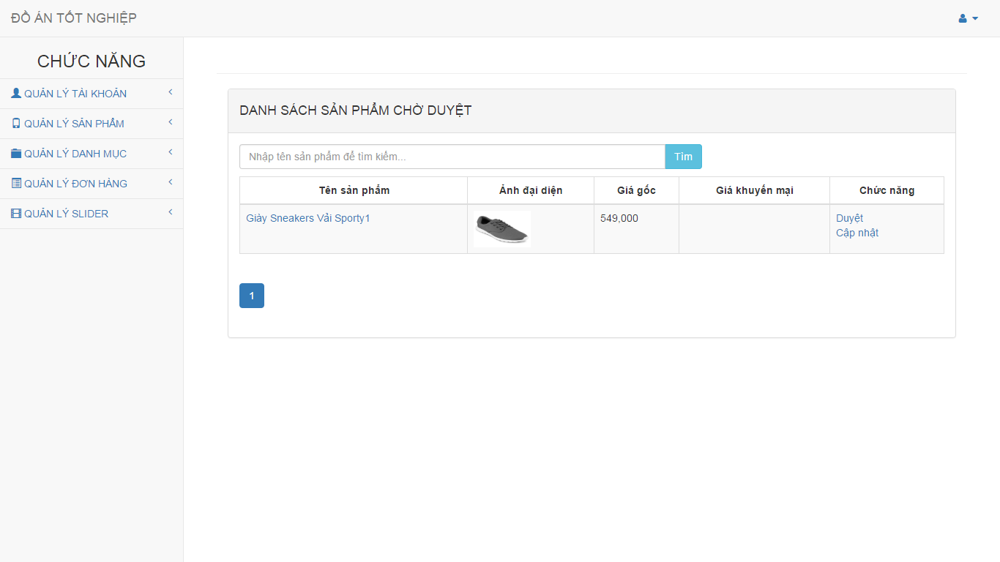 ĐỒ ÁN TỐT NGHIỆP
CHỨC NĂNG
QUẢN LÝ TÀI KHOẢN
QUẢN LÝ SẢN PHẨM
QUẢN LÝ DANH MỤC
QUẢN LÝ ĐƠN HÀNG
QUẢN LÝ SLIDER
DANH SÁCH SẢN PHẨM CHỜ DUYỆT
Nhập tên sản phẩm để tìm kiếm... Tìm
Tên sản phẩm Ảnh đại diện Giá gốc Giá khuyến mại Chức năng
Giày Sneakers Vải Sporty1 549,000 Duyệt
Cập nhật
1